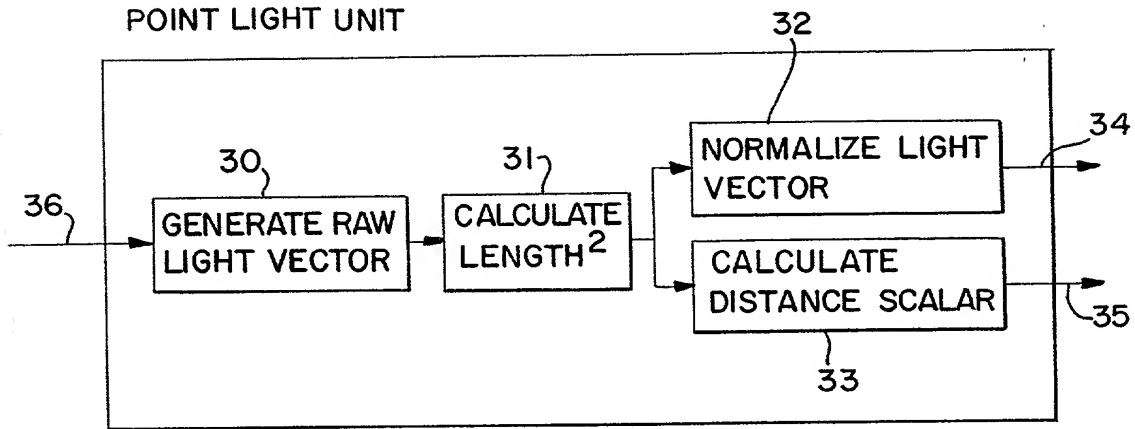 POINT LIGHT UNIT
32
34
NORMALIZE LIGHT
VECTOR
30
31
36
GENERATE RAW
LIGHT VECTOR
CALCULATE
LENGTH²
CALCULATE
DISTANCE SCALAR
35
33